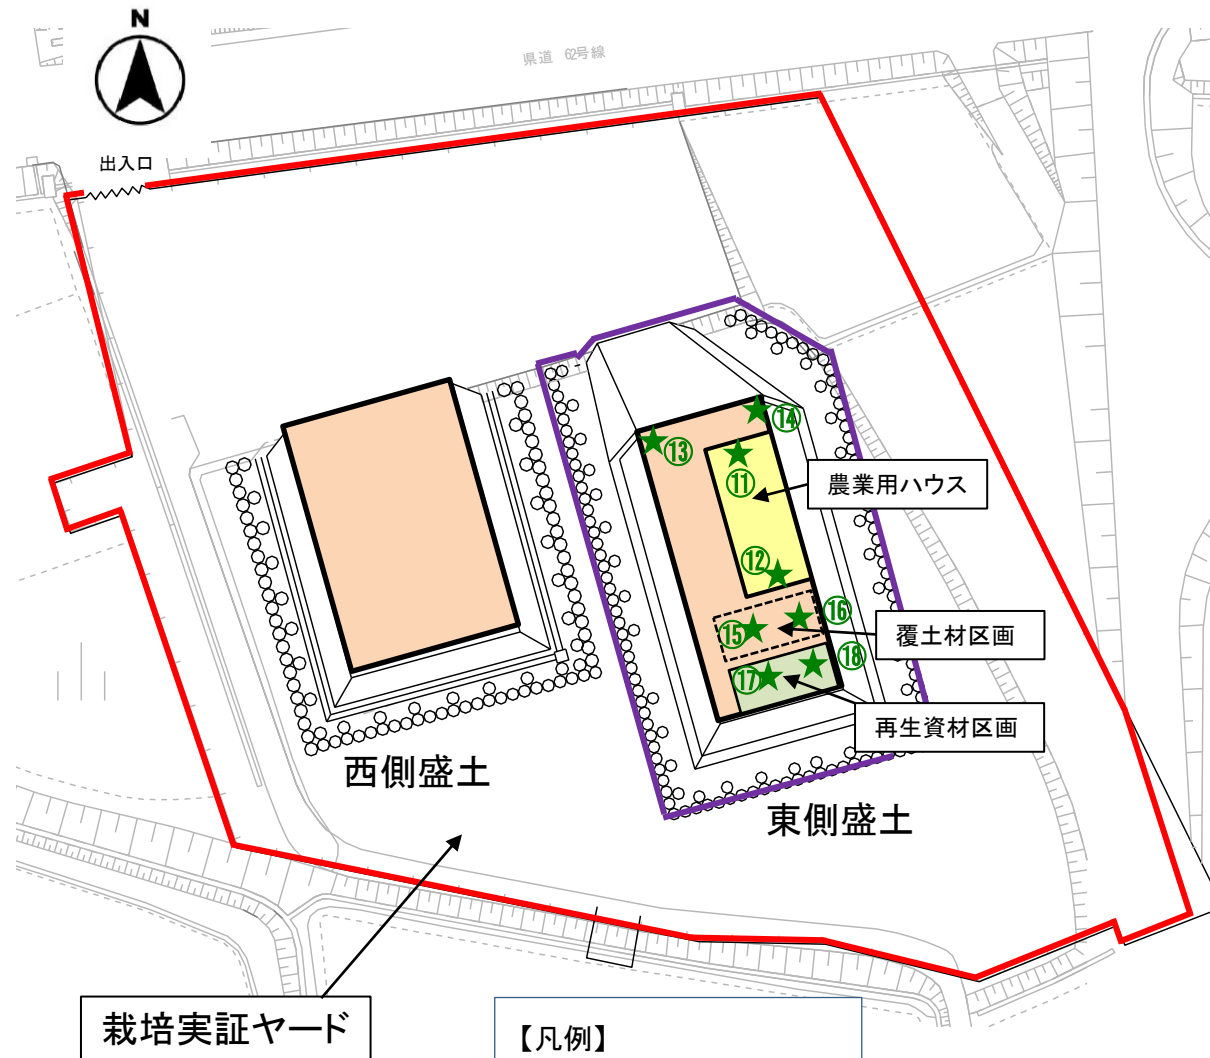 N
県道 62号線
出入口
⑭
⑬
⑪
農業用ハウス
⑫
⑯
⑮
覆土材区画
⑱
⑰
再生資材区画
西側盛土
東側盛土
栽培実証ヤード
【凡例】